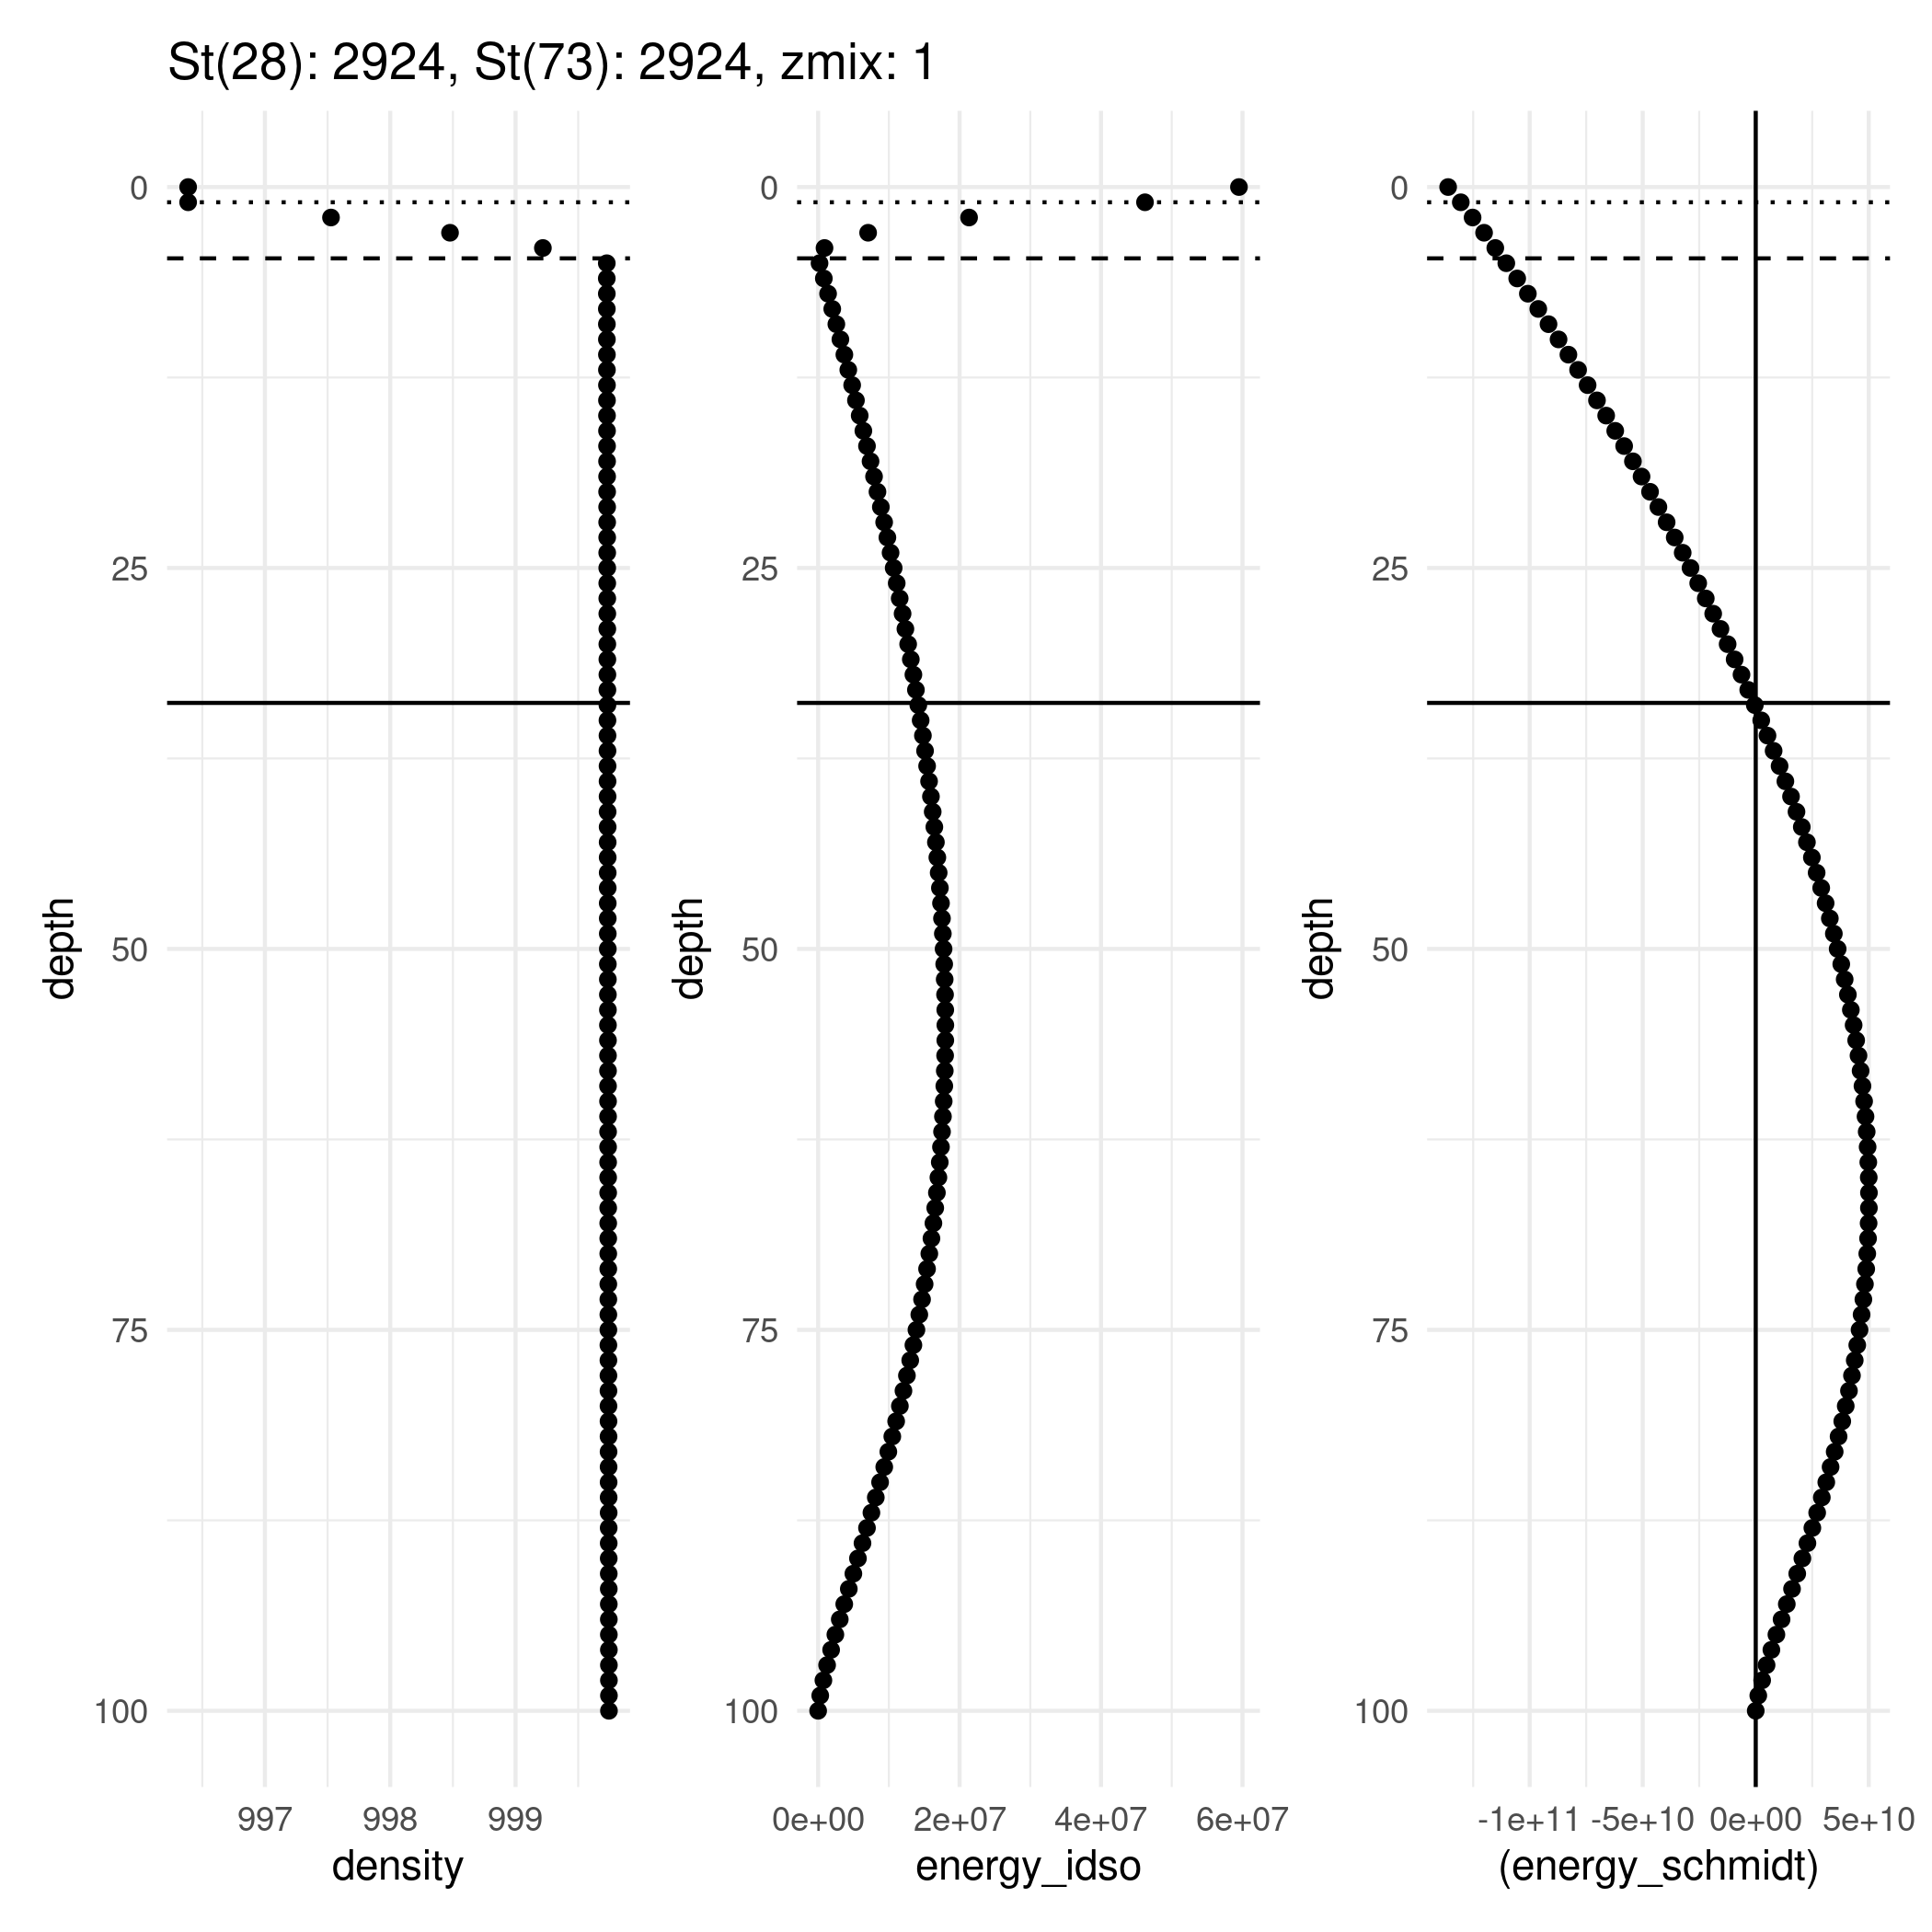 St(28): 2924, St(73): 2924, zmix: 1
0
25
50
75
100
depth
997 998 999
density
0
25
50
75
100
depth
0e+00 2e+07 4e+07 6e+07
energy_idso
0
25
50
75
100
depth
-1e+11 -5e+10 0e+00 5e+10
(energy_schmidt)